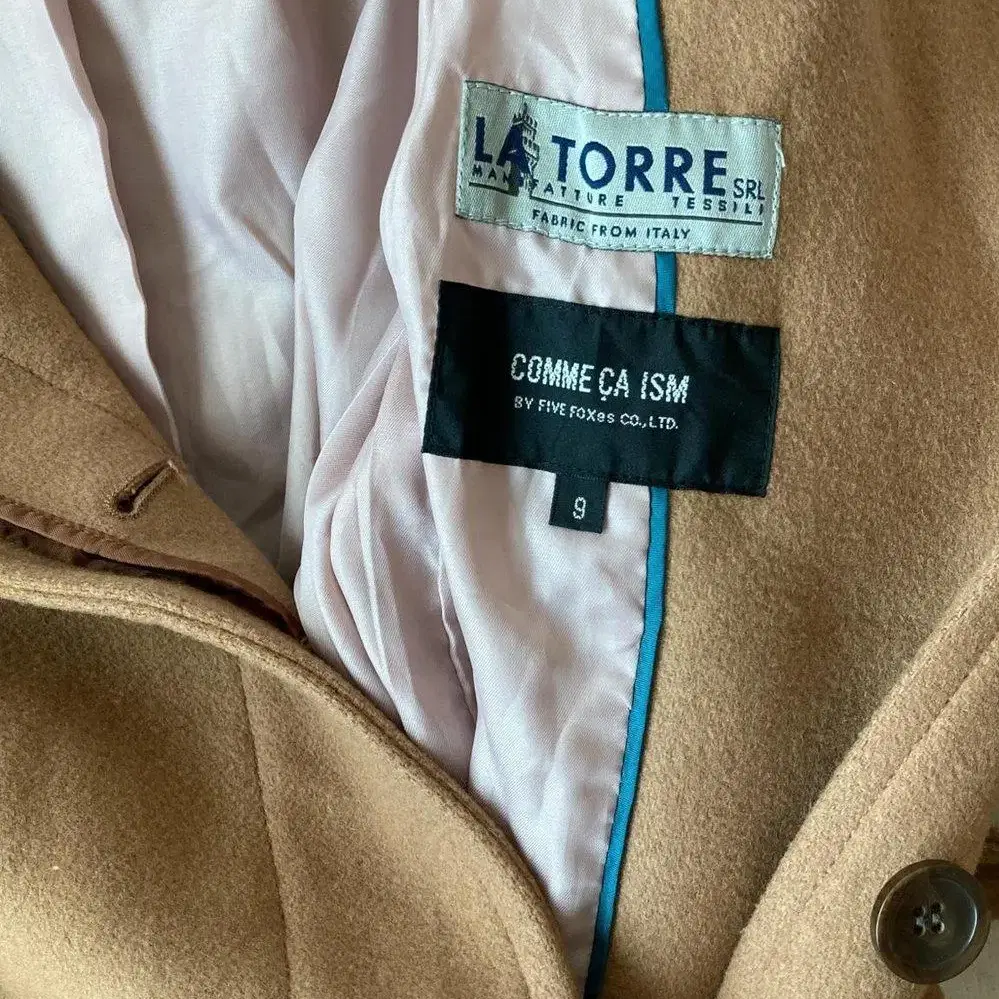 LA TORRE SRL
MANIFATTURE TESSILI
FABRIC FROM ITALY
COMME ÇA ISM
BY FIVE FOXes CO., LTD.
9